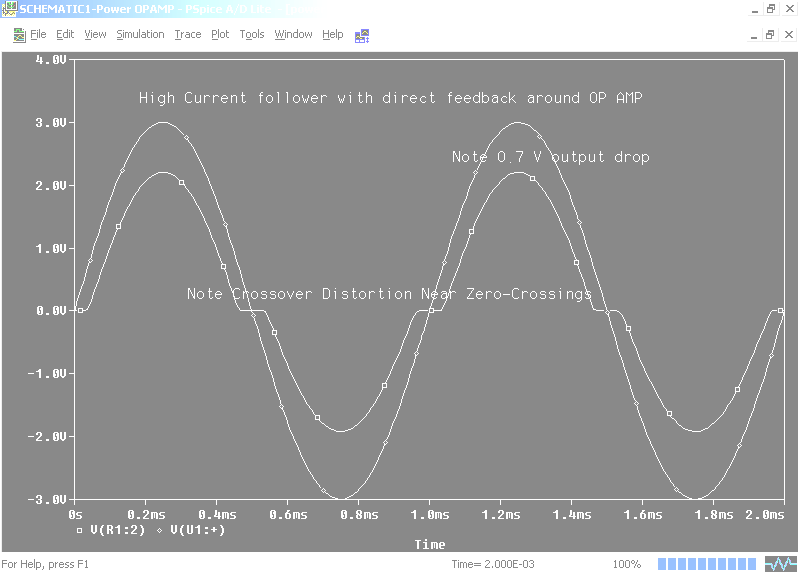 SCHEMATIC1-Power OPAMP - PSpice A/D
File Edit View Simulation Trace Plot Tools Window Help
4.0V
High Current follower with direct feedback around OP AMP
3.0V
Note 0.7 V output drop
2.0V
1.0V
Note Crossover Distortion Near Zero-Crossings
0.0V
-1.0V
-2.0V
-3.0V
0s 0.2ms 0.4ms 0.6ms 0.8ms 1.0ms 1.2ms 1.4ms 1.6ms 1.8ms 2.0ms
V(R1:2) V(U1:+)
Time
For Help, press F1 Time= 2.000E-03 100%